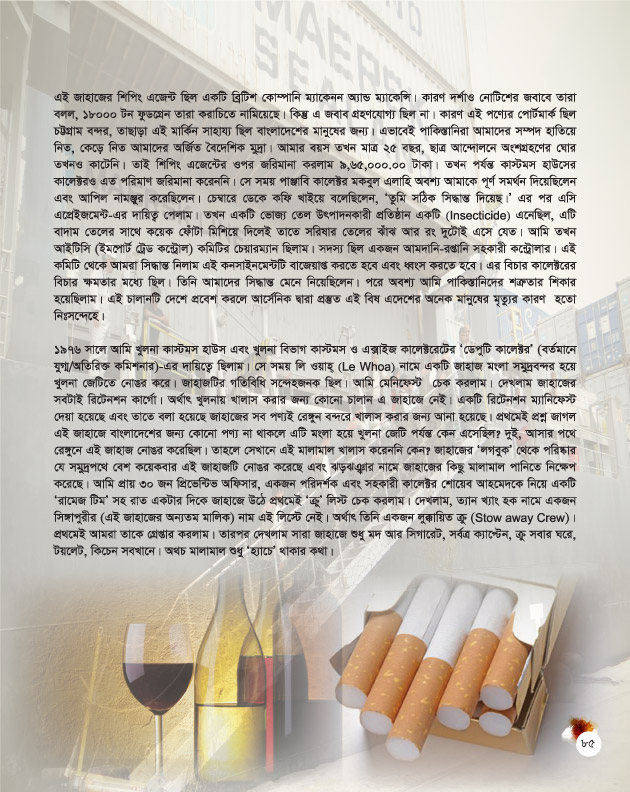 MAERSK
SEALAND
এই জাহাজের শিপিং এজেন্ট ছিল একটি ব্রিটিশ কোম্পানি ম্যাকেনন অ্যান্ড ম্যাকেন্সি। কারণ দর্শাও নোটিশের জবাবে তারা
বলল, ১৮০০০ টন ফুডগ্রেন তারা করাচিতে নামিয়েছে। কিন্তু এ জবাব গ্রহণযোগ্য ছিল না। কারণ এই পণ্যের পোর্টমার্ক ছিল
চট্টগ্রাম বন্দর, তাছাড়া এই মার্কিন সাহায্য ছিল বাংলাদেশের মানুষের জন্য। এভাবেই পাকিস্তানিরা আমাদের সম্পদ হাতিয়ে
নিত, কেড়ে নিত আমাদের অর্জিত বৈদেশিক মুদ্রা। আমার বয়স তখন মাত্র ২৫ বছর, ছাত্র আন্দোলনে অংশগ্রহণের ঘোর
তখনও কাটেনি। তাই শিপিং এজেন্টের ওপর জরিমানা করলাম ৯,৬৫,০০০.০০ টাকা। তখন পর্যন্ত কাস্টমস হাউসের
কালেক্টরও এত পরিমাণ জরিমানা করেননি। সে সময় পাঞ্জাবি কালেক্টর মকবুল এলাহি অবশ্য আমাকে পূর্ণ সমর্থন দিয়েছিলেন
এবং আপিল নামঞ্জুর করেছিলেন। চেম্বারে ডেকে কফি খাইয়ে বলেছিলেন, ‘তুমি সঠিক সিদ্ধান্ত দিয়েছ।’ এর পর এসি
এপ্রেইজমেন্ট-এর দায়িত্ব পেলাম। তখন একটি ভোজ্য তেল উৎপাদনকারী প্রতিষ্ঠান একটি (Insecticide) এনেছিল, এটি
বাদাম তেলের সাথে কয়েক ফোঁটা মিশিয়ে দিলেই তাতে সরিষার তেলের ঝাঁঝ আর রং দুটোই এসে যেত। আমি তখন
আইটিসি (ইমপোর্ট ট্রেড কন্ট্রোল) কমিটির চেয়ারম্যান ছিলাম। সদস্য ছিল একজন আমদানি-রপ্তানি সহকারী কন্ট্রোলার। এই
কমিটি থেকে আমরা সিদ্ধান্ত নিলাম এই কনসাইনমেন্টটি বাজেয়াপ্ত করতে হবে এবং ধ্বংস করতে হবে। এর বিচার কালেক্টরের
বিচার ক্ষমতার মধ্যে ছিল। তিনি আমাদের সিদ্ধান্ত মেনে নিয়েছিলেন। পরে অবশ্য আমি পাকিস্তানিদের শত্রুতার শিকার
হয়েছিলাম। এই চালানটি দেশে প্রবেশ করলে আর্সেনিক দ্বারা প্রস্তুত এই বিষ এদেশের অনেক মানুষের মৃত্যুর কারণ হতো
নিঃসন্দেহে।
১৯৭৬ সালে আমি খুলনা কাস্টমস হাউস এবং খুলনা বিভাগ কাস্টমস ও এক্সাইজ কালেক্টরেটের ‘ডেপুটি কালেক্টর’ (বর্তমানে
যুগ্ম/অতিরিক্ত কমিশনার)-এর দায়িত্বে ছিলাম। সে সময় লি ওয়াহ্ (Le Whoa) নামে একটি জাহাজ মংলা সমুদ্রবন্দর হয়ে
খুলনা জেটিতে নোঙর করে। জাহাজটির গতিবিধি সন্দেহজনক ছিল। আমি মেনিফেস্ট চেক করলাম। দেখলাম জাহাজের
সবটাই রিটেনশন কার্গো। অর্থাৎ খুলনায় খালাস করার জন্য কোনো চালান এ জাহাজে নেই। একটি রিটেনশন ম্যানিফেস্ট
দেয়া হয়েছে এবং তাতে বলা হয়েছে জাহাজের সব পণ্যই রেঙ্গুন বন্দরে খালাস করার জন্য আনা হয়েছে। প্রথমেই প্রশ্ন জাগল
এই জাহাজে বাংলাদেশের জন্য কোনো পণ্য না থাকলে এটি মংলা হয়ে খুলনা জেটি পর্যন্ত কেন এসেছিল? দুই, আসার পথে
রেঙ্গুনে এই জাহাজ নোঙর করেছিল। তাহলে সেখানে এই মালামাল খালাস করেননি কেন? জাহাজের ‘লগবুক’ থেকে পরিষ্কার
যে সমুদ্রপথে বেশ কয়েকবার এই জাহাজটি নোঙর করেছে এবং ঝড়ঝঞ্ঝার নামে জাহাজের কিছু মালামাল পানিতে নিক্ষেপ
করেছে। আমি প্রায় ৩০ জন প্রিভেন্টিভ অফিসার, একজন পরিদর্শক এবং সহকারী কালেক্টর শোয়েব আহমেদকে নিয়ে একটি
‘রামেজ টিম’ সহ রাত একটার দিকে জাহাজে উঠে প্রথমেই ‘ক্রু’ লিস্ট চেক করলাম। দেখলাম, ত্যান খ্যাং হক নামে একজন
সিঙ্গাপুরীর (এই জাহাজের অন্যতম মালিক) নাম এই লিস্টে নেই। অর্থাৎ তিনি একজন লুক্কায়িত ক্রু (Stow away Crew)।
প্রথমেই আমরা তাকে গ্রেপ্তার করলাম। তারপর দেখলাম সারা জাহাজে শুধু মদ আর সিগারেট, সর্বত্র ক্যাপ্টেন, ক্রু সবার ঘরে,
টয়লেট, কিচেন সবখানে। অথচ মালামাল শুধু ‘হ্যাচে’ থাকার কথা।
৮৫